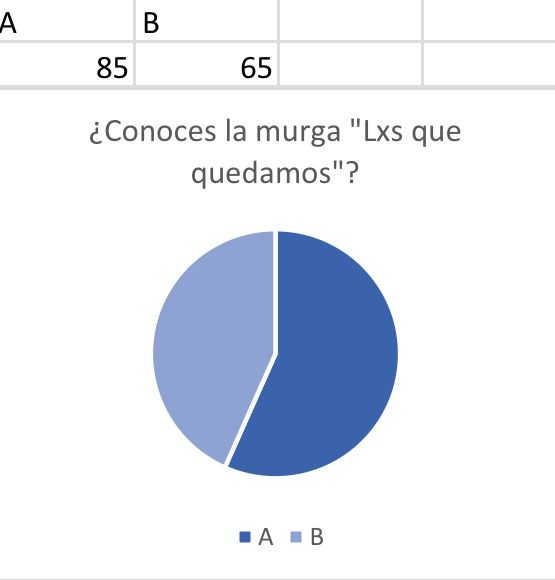 A B
85 65
¿Conoces la murga "Lxs que
quedamos"?
A B